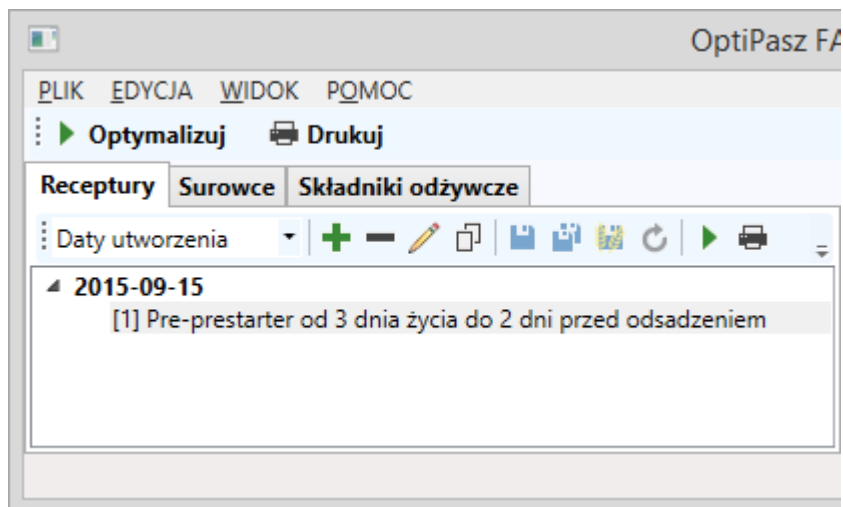 OptiPasz FA
PLIK EDYCJA WIDOK POMOC
Optymalizuj Drukuj
Receptury Surowce Składniki odżywcze
Daty utworzenia
2015-09-15
[1] Pre-prestarter od 3 dnia życia do 2 dni przed odsadzeniem